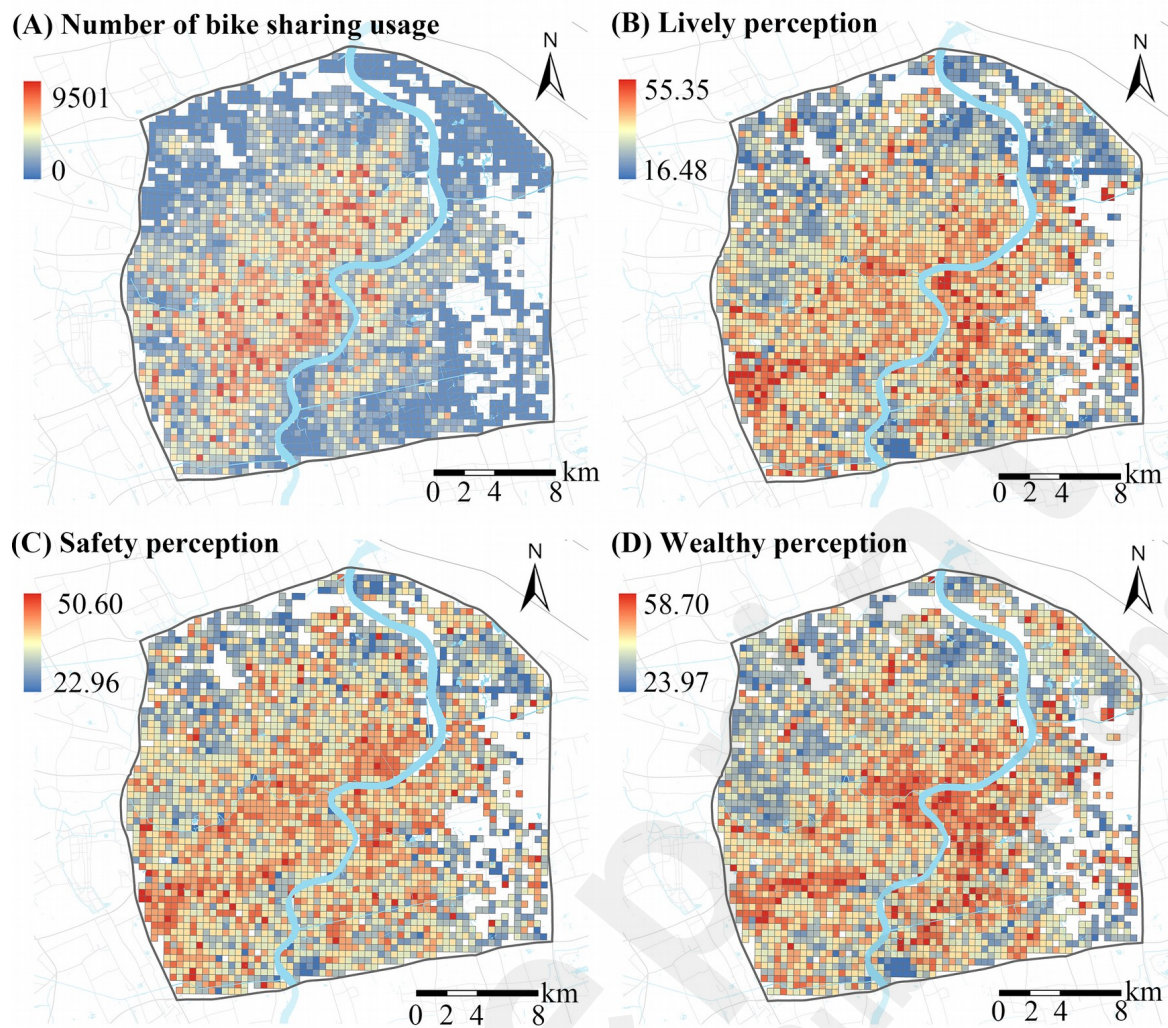 (A) Number of bike sharing usage
N
9501
0
km
0 2 4 8
(B) Lively perception
N
55.35
16.48
km
0 2 4 8
(C) Safety perception
N
50.60
22.96
km
0 2 4 8
(D) Wealthy perception
N
58.70
23.97
km
0 2 4 8